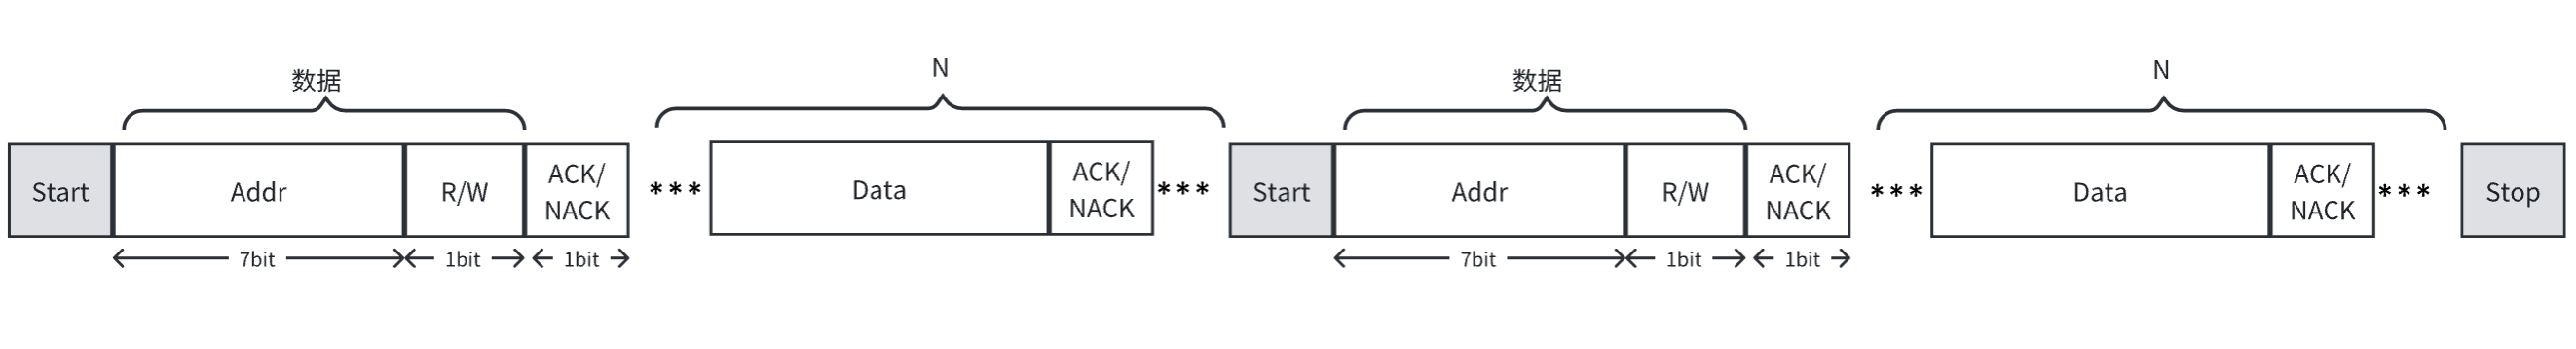 数据
N
数据
N
Start
Addr
R/W
ACK/
NACK
***
Data
ACK/
NACK
***
Start
Addr
R/W
ACK/
NACK
***
Data
ACK/
NACK
***
Stop
7bit
1bit
1bit
7bit
1bit
1bit